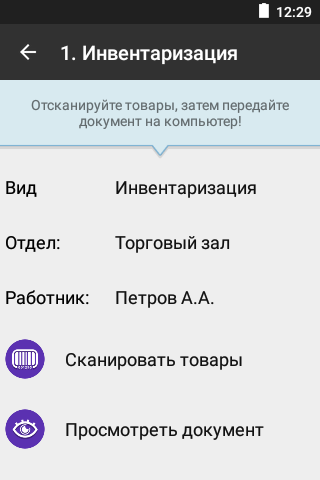 12:29
1. Инвентаризация
Отсканируйте товары, затем передайте
документ на компьютер!
Вид Инвентаризация
Отдел: Торговый зал
Работник: Петров А.А.
Сканировать товары
Просмотреть документ